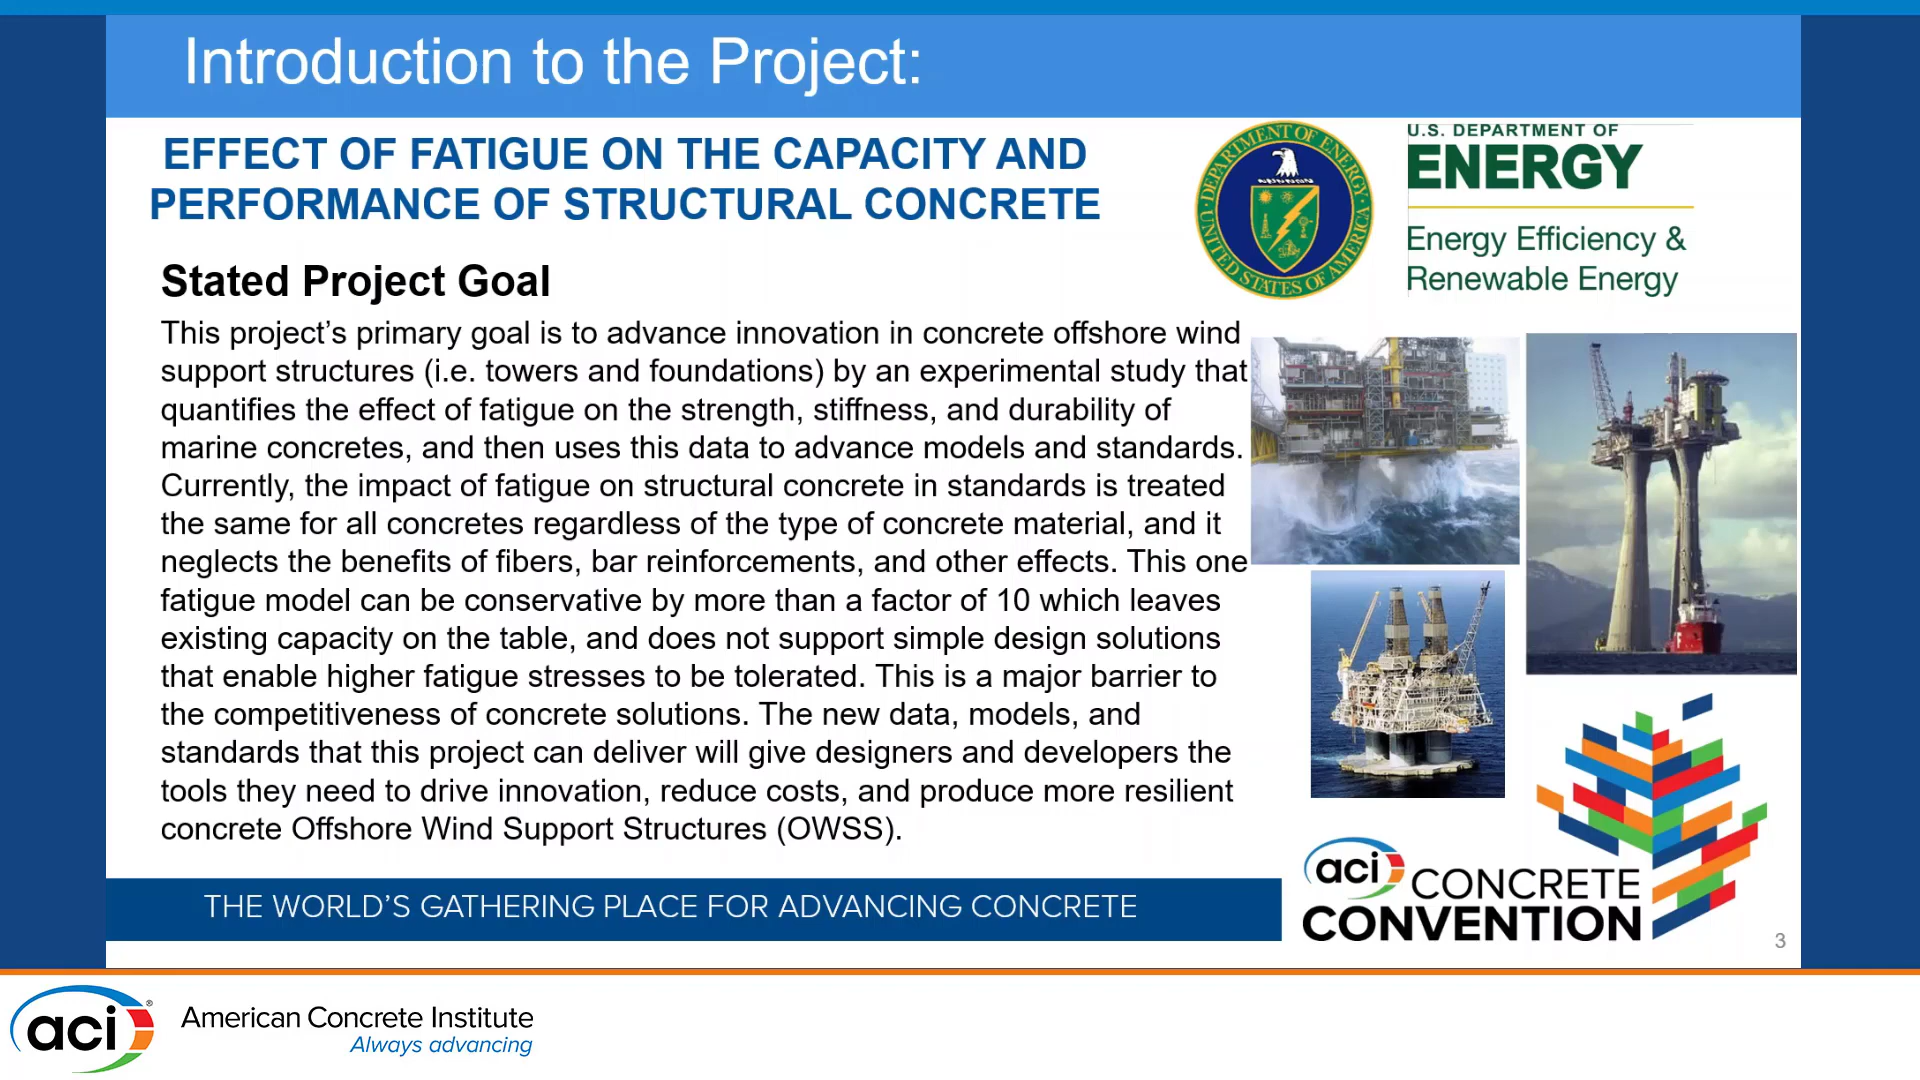 Introduction to the Project:
EFFECT OF FATIGUE ON THE CAPACITY AND
PERFORMANCE OF STRUCTURAL CONCRETE
DEPARTMENT OF ENERGY
UNITED STATES OF AMERICA
U.S. DEPARTMENT OF
ENERGY
Energy Efficiency &
Renewable Energy
Stated Project Goal
This project’s primary goal is to advance innovation in concrete offshore wind
support structures (i.e. towers and foundations) by an experimental study that
quantifies the effect of fatigue on the strength, stiffness, and durability of
marine concretes, and then uses this data to advance models and standards.
Currently, the impact of fatigue on structural concrete in standards is treated
the same for all concretes regardless of the type of concrete material, and it
neglects the benefits of fibers, bar reinforcements, and other effects. This one
fatigue model can be conservative by more than a factor of 10 which leaves
existing capacity on the table, and does not support simple design solutions
that enable higher fatigue stresses to be tolerated. This is a major barrier to
the competitiveness of concrete solutions. The new data, models, and
standards that this project can deliver will give designers and developers the
tools they need to drive innovation, reduce costs, and produce more resilient
concrete Offshore Wind Support Structures (OWSS).
THE WORLD’S GATHERING PLACE FOR ADVANCING CONCRETE
aci CONCRETE
CONVENTION
3
aci®
American Concrete Institute
Always advancing